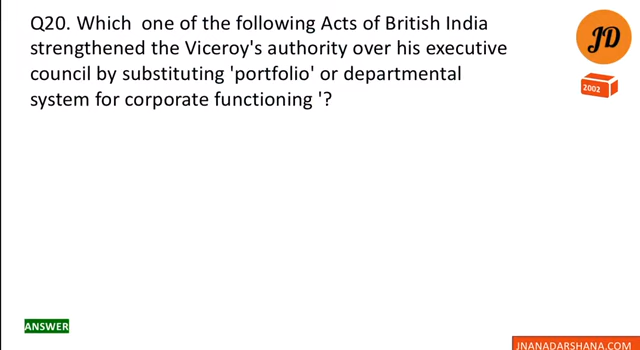 Q20. Which one of the following Acts of British India
strengthened the Viceroy's authority over his executive
council by substituting 'portfolio' or departmental
system for corporate functioning '?
JD
2002
ANSWER
JNANADARSHANA.COM